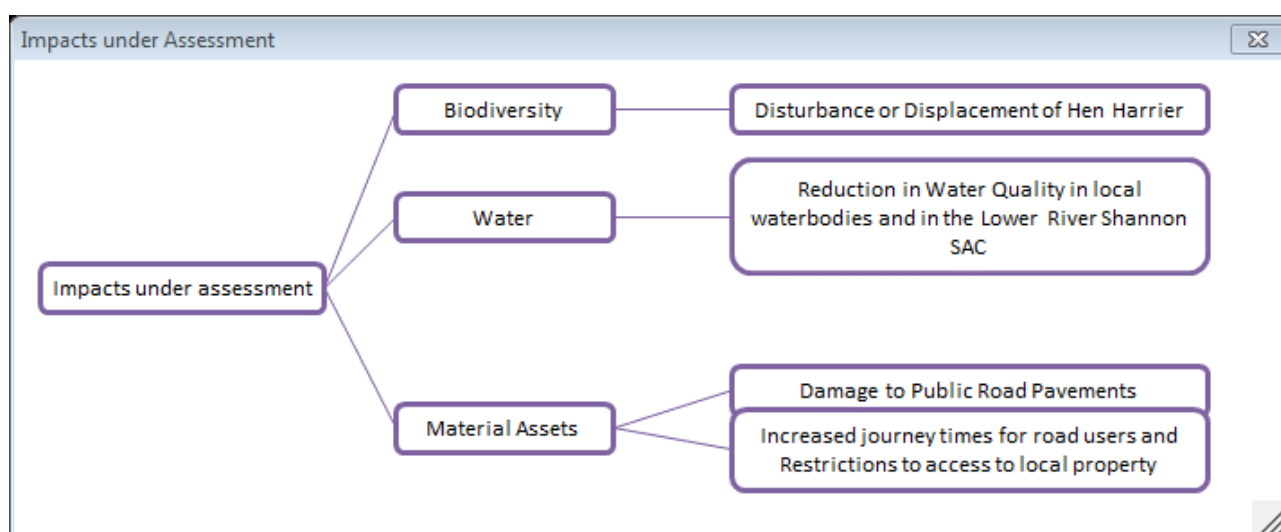 Impacts under Assessment
Biodiversity
Disturbance or Displacement of Hen Harrier
Water
Reduction in Water Quality in local
waterbodies and in the Lower River Shannon
SAC
Impacts under assessment
Material Assets
Damage to Public Road Pavements
Increased journey times for road users and
Restrictions to access to local property